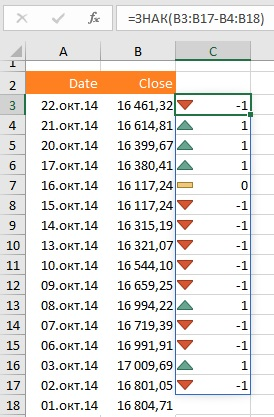 =ЗНАК(B3:B17-B4:B18)
A B C
1
2 Date Close
3 22.окт.14 16 461,32 -1
4 21.окт.14 16 614,81 1
5 20.окт.14 16 399,67 1
6 17.окт.14 16 380,41 1
7 16.окт.14 16 117,24 0
8 15.окт.14 16 117,24 -1
9 14.окт.14 16 315,19 -1
10 13.окт.14 16 321,07 -1
11 10.окт.14 16 544,10 -1
12 09.окт.14 16 659,25 -1
13 08.окт.14 16 994,22 1
14 07.окт.14 16 719,39 -1
15 06.окт.14 16 991,91 -1
16 03.окт.14 17 009,69 1
17 02.окт.14 16 801,05 -1
18 01.окт.14 16 804,71